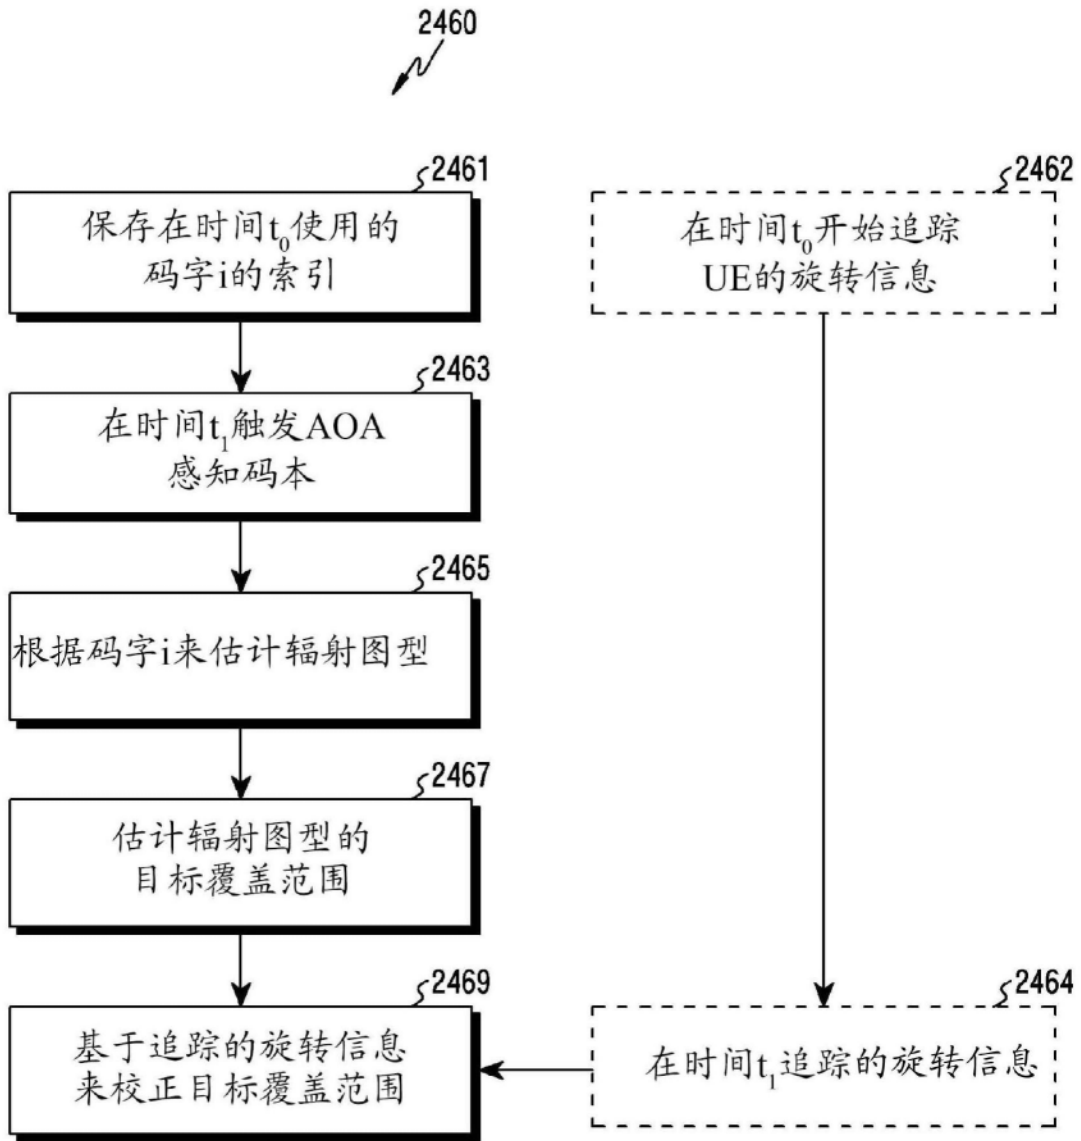 2460
2461
保存在时间t₀使用的
码字i的索引
2462
在时间t₀开始追踪
UE的旋转信息
2463
在时间t₁触发AOA
感知码本
2465
根据码字i来估计辐射图型
2467
估计辐射图型的
目标覆盖范围
2469
基于追踪的旋转信息
来校正目标覆盖范围
2464
在时间t₁追踪的旋转信息